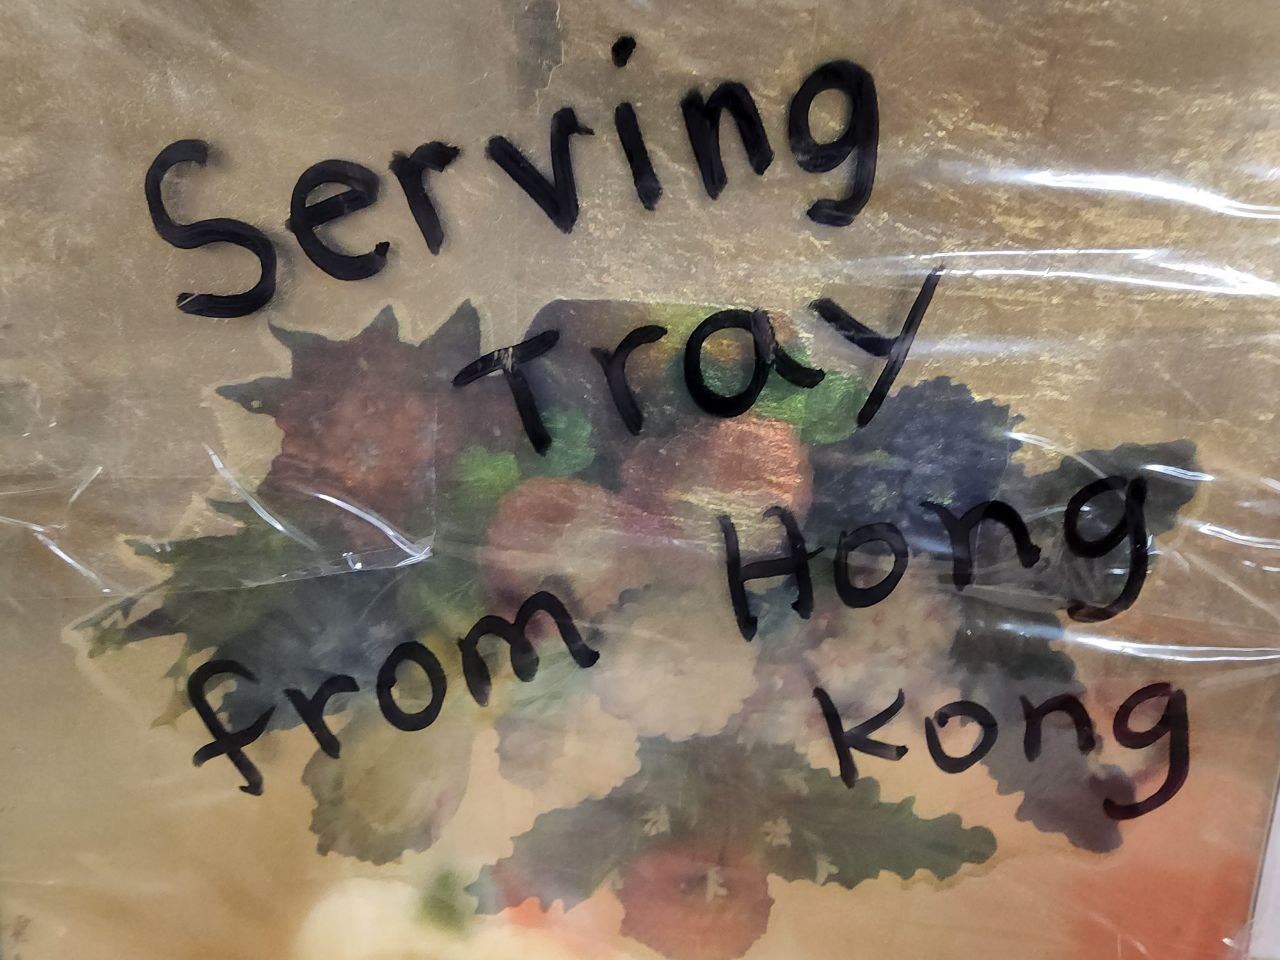 Serving
Tray
from Hong
Kong